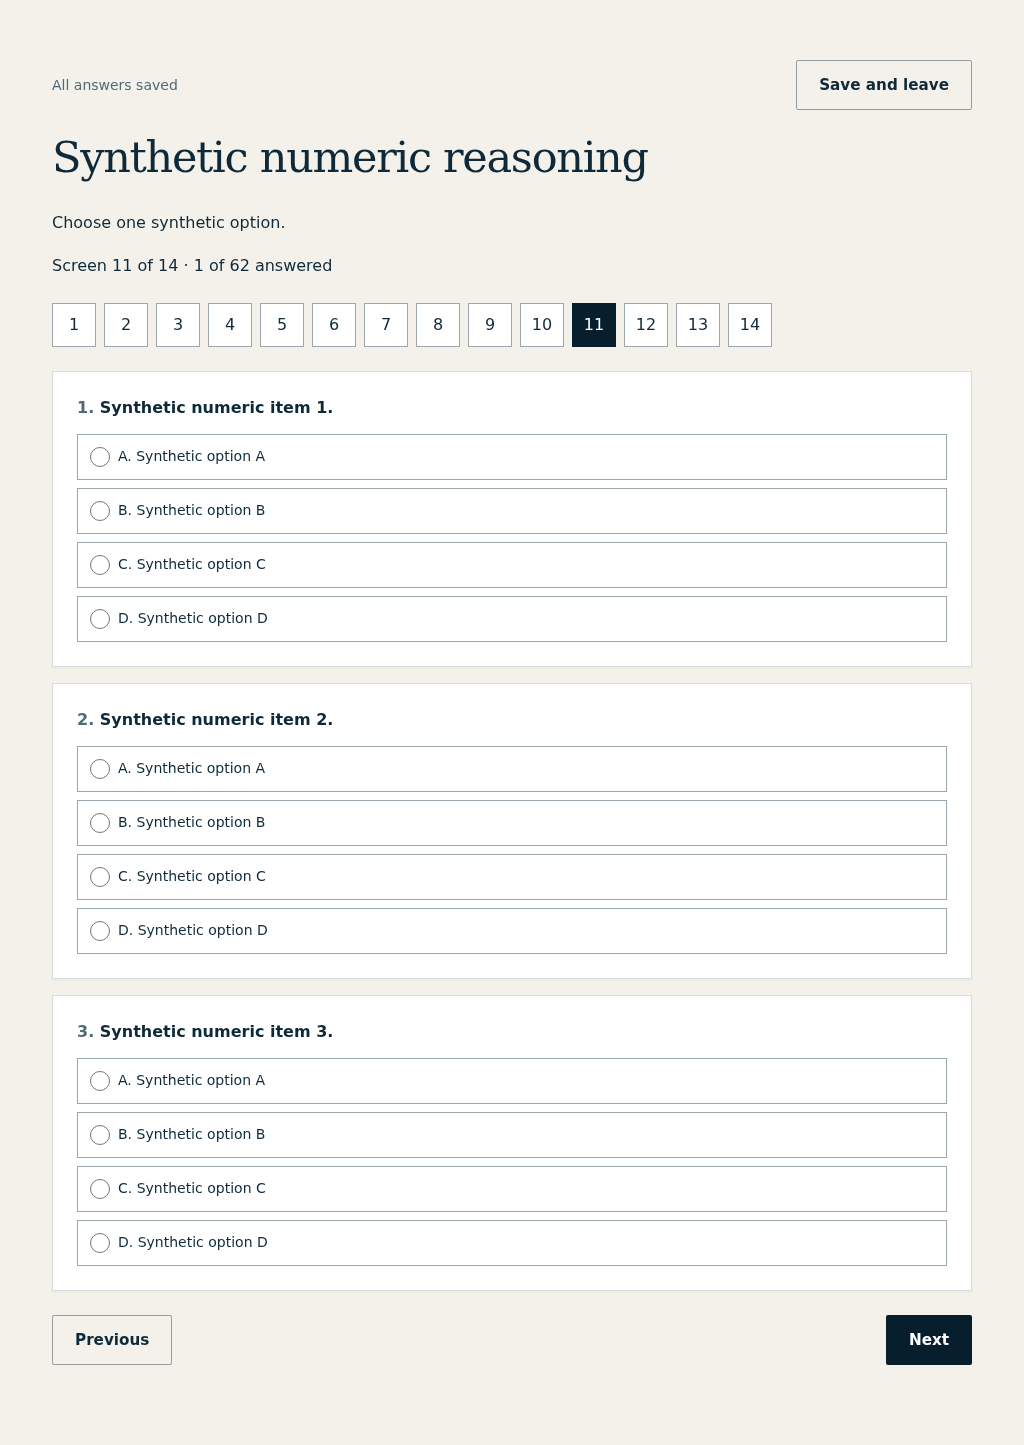 All answers saved
Save and leave
Synthetic numeric reasoning
Choose one synthetic option.
Screen 11 of 14 · 1 of 62 answered
1 2 3 4 5 6 7 8 9 10 11 12 13 14
1. Synthetic numeric item 1.
A. Synthetic option A
B. Synthetic option B
C. Synthetic option C
D. Synthetic option D
2. Synthetic numeric item 2.
A. Synthetic option A
B. Synthetic option B
C. Synthetic option C
D. Synthetic option D
3. Synthetic numeric item 3.
A. Synthetic option A
B. Synthetic option B
C. Synthetic option C
D. Synthetic option D
Previous
Next